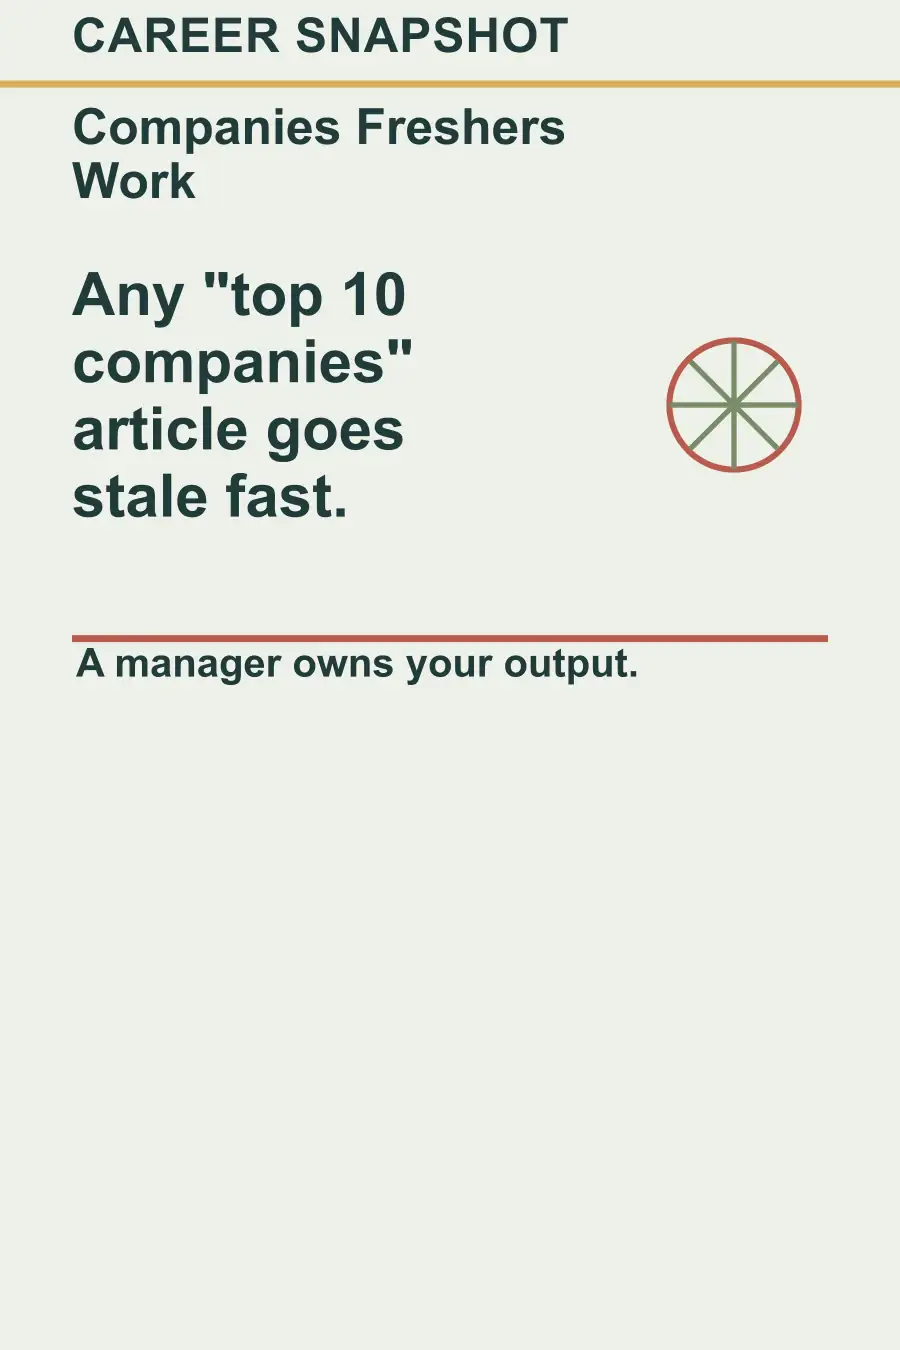 CAREER SNAPSHOT
Companies Freshers
Work
Any "top 10
companies"
article goes
stale fast.
A manager owns your output.